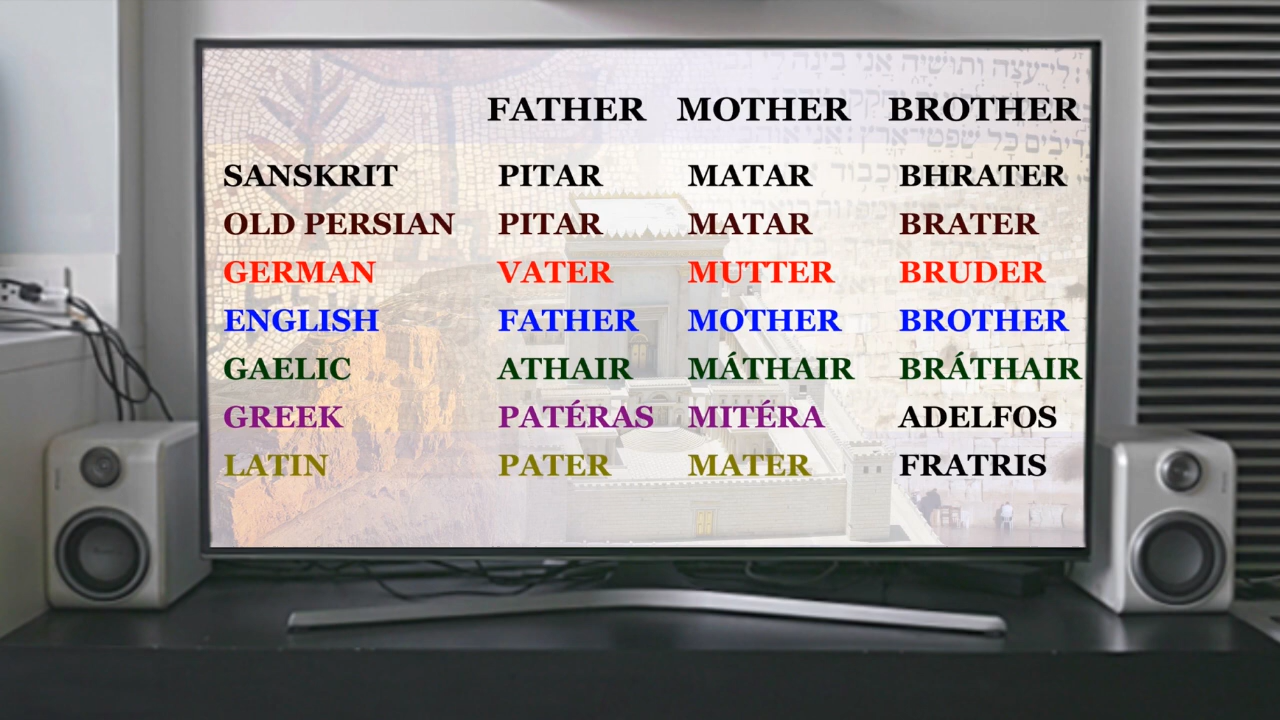 FATHER MOTHER BROTHER
SANSKRIT PITAR MATAR BHRATER
OLD PERSIAN PITAR MATAR BRATER
GERMAN VATER MUTTER BRUDER
ENGLISH FATHER MOTHER BROTHER
GAELIC ATHAIR MÁTHAIR BRÁTHAIR
GREEK PATÉRAS MITÉRA ADELFOS
LATIN PATER MATER FRATRIS